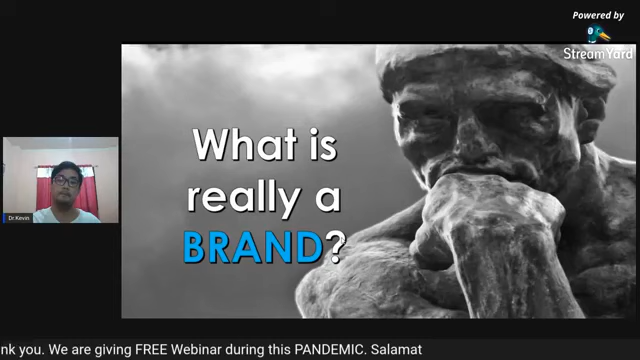 Powered by
StreamYard
What is
really a
BRAND?
Dr Kevin
nk you. We are giving FREE Webinar during this PANDEMIC. Salamat